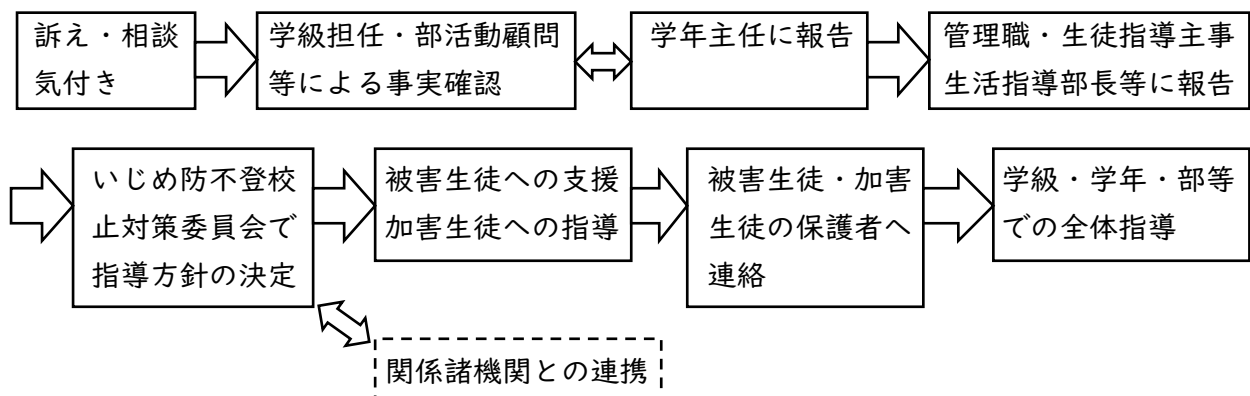 訴え・相談
気付き
学級担任・部活動顧問
等による事実確認
学年主任に報告
管理職・生徒指導主事
生活指導部長等に報告
いじめ防不登校
止対策委員会で
指導方針の決定
被害生徒への支援
加害生徒への指導
被害生徒・加害
生徒の保護者へ
連絡
学級・学年・部等
での全体指導
関係諸機関との連携